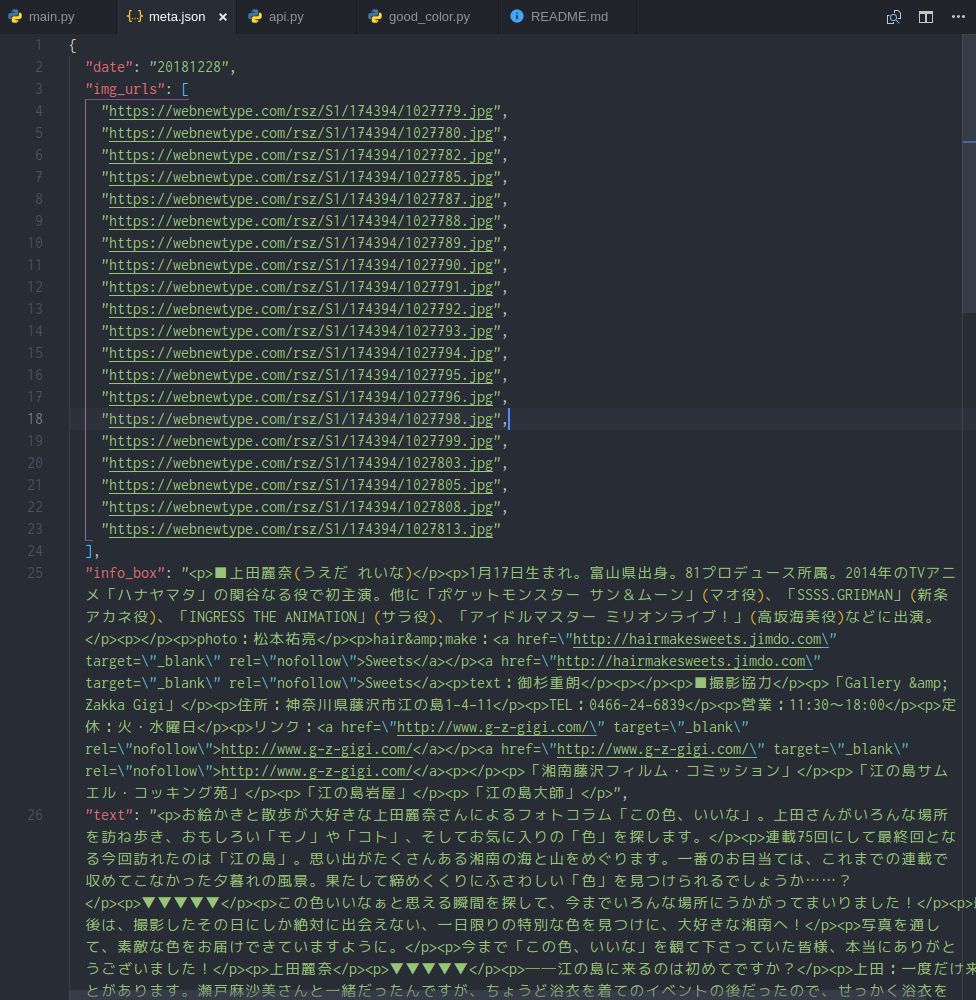 main.py
meta.json
api.py
good_color.py
README.md
1 {
2 "date": "20181228",
3 "img_urls": [
4 "https://webnewtype.com/rsz/S1/174394/1027779.jpg",
5 "https://webnewtype.com/rsz/S1/174394/1027780.jpg",
6 "https://webnewtype.com/rsz/S1/174394/1027782.jpg",
7 "https://webnewtype.com/rsz/S1/174394/1027785.jpg",
8 "https://webnewtype.com/rsz/S1/174394/1027787.jpg",
9 "https://webnewtype.com/rsz/S1/174394/1027788.jpg",
10 "https://webnewtype.com/rsz/S1/174394/1027789.jpg",
11 "https://webnewtype.com/rsz/S1/174394/1027790.jpg",
12 "https://webnewtype.com/rsz/S1/174394/1027791.jpg",
13 "https://webnewtype.com/rsz/S1/174394/1027792.jpg",
14 "https://webnewtype.com/rsz/S1/174394/1027793.jpg",
15 "https://webnewtype.com/rsz/S1/174394/1027794.jpg",
16 "https://webnewtype.com/rsz/S1/174394/1027795.jpg",
17 "https://webnewtype.com/rsz/S1/174394/1027796.jpg",
18 "https://webnewtype.com/rsz/S1/174394/1027798.jpg",
19 "https://webnewtype.com/rsz/S1/174394/1027799.jpg",
20 "https://webnewtype.com/rsz/S1/174394/1027803.jpg",
21 "https://webnewtype.com/rsz/S1/174394/1027805.jpg",
22 "https://webnewtype.com/rsz/S1/174394/1027808.jpg",
23 "https://webnewtype.com/rsz/S1/174394/1027813.jpg"
24 ],
25 "info_box": "<p>■上田麗奈(うえだ れいな)</p><p>1月17日生まれ。富山県出身。81プロデュース所属。2014年のTVアニ
メ「ハナヤマタ」の関谷なる役で初主演。他に「ポケットモンスター サン＆ムーン」(マオ役)、「SSSS.GRIDMAN」(新条
アカネ役)、「INGRESS THE ANIMATION」(サラ役)、「アイドルマスター ミリオンライブ！」(高坂海美役)などに出演。
</p><p></p><p>photo：松本祐亮</p><p>hair&amp;make：<a href=\"http://hairmakesweets.jimdo.com\"
target=\"_blank\" rel=\"nofollow\">Sweets</a></p><a href=\"http://hairmakesweets.jimdo.com\"
target=\"_blank\" rel=\"nofollow\">Sweets</a><p>text：御杉重朗</p><p></p><p>■撮影協力</p><p>「Gallery &amp;
Zakka Gigi」</p><p>住所：神奈川県藤沢市江の島1-4-11</p><p>TEL：0466-24-6839</p><p>営業：11:30～18:00</p><p>定
休：火・水曜日</p><p>リンク：<a href=\"http://www.g-z-gigi.com/\" target=\"_blank\"
rel=\"nofollow\">http://www.g-z-gigi.com/</a></p><a href=\"http://www.g-z-gigi.com/\" target=\"_blank\"
rel=\"nofollow\">http://www.g-z-gigi.com/</a><p></p><p>「湘南藤沢フィルム・コミッション」</p><p>「江の島サム
エル・コッキング苑」</p><p>「江の島岩屋」</p><p>「江の島大師」</p>",
26 "text": "<p>お絵かきと散歩が大好きな上田麗奈さんによるフォトコラム「この色、いいな」。上田さんがいろんな場所
を訪ね歩き、おもしろい「モノ」や「コト」、そしてお気に入りの「色」を探します。</p><p>連載75回にして最終回とな
る今回訪れたのは「江の島」。思い出がたくさんある湘南の海と山をめぐります。一番のお目当ては、これまでの連載で
収めてこなかった夕暮れの風景。果たして締めくくりにふさわしい「色」を見つけられるでしょうか……？
</p><p>▼▼▼▼▼</p><p>この色いいなぁと思える瞬間を探して、今までいろんな場所にうかがってまいりました！</p><p>
後は、撮影したその日にしか絶対に出会えない、一日限りの特別な色を見つけに、大好きな湘南へ！</p><p>写真を通し
て、素敵な色をお届けできていますように。</p><p>今まで「この色、いいな」を観て下さっていた皆様、本当にありがと
うございました！</p><p>上田麗奈</p><p>▼▼▼▼▼</p><p>――江の島に来るのは初めてですか？</p><p>上田：一度だけ来
とがあります。瀬戸麻沙美さんと一緒だったんですが、ちょうど浴衣を着てのイベントの後だったので、せっかく浴衣を